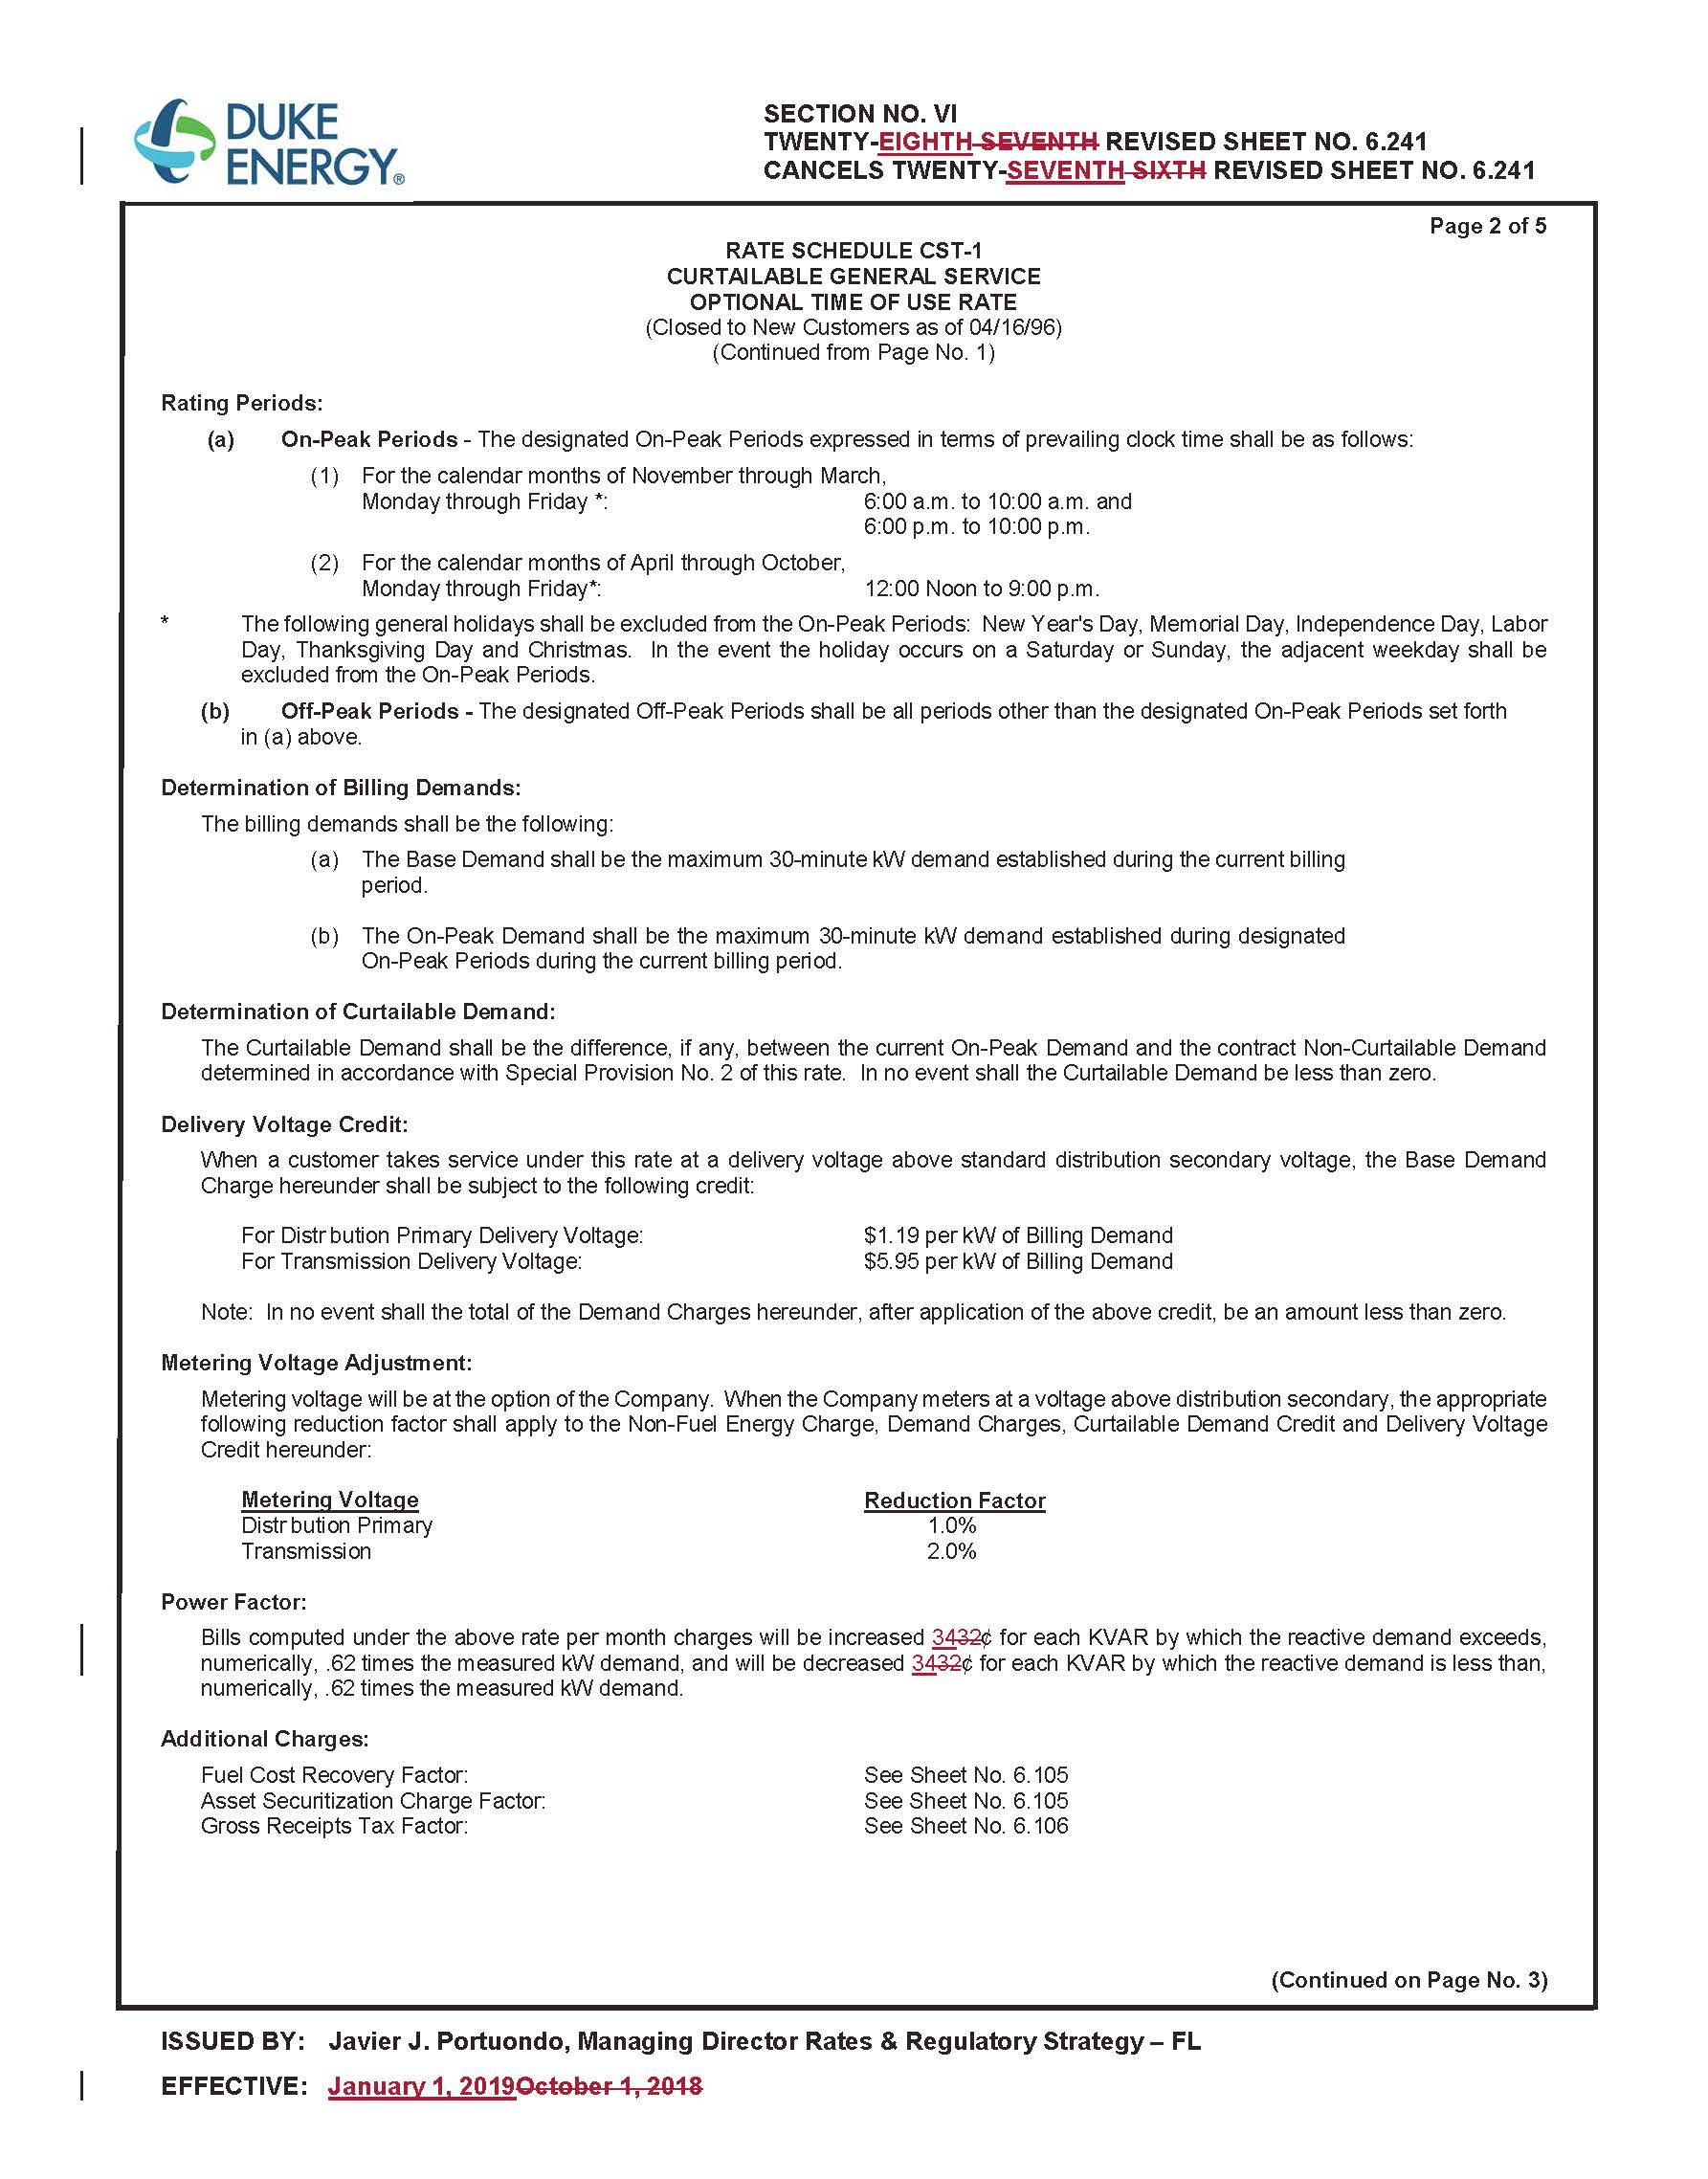 DUKE
ENERGY®
SECTION NO. VI
TWENTY-EIGHTH SEVENTH REVISED SHEET NO. 6.241
CANCELS TWENTY-SEVENTH SIXTH REVISED SHEET NO. 6.241
Page 2 of 5
RATE SCHEDULE CST-1
CURTAILABLE GENERAL SERVICE
OPTIONAL TIME OF USE RATE
(Closed to New Customers as of 04/16/96)
(Continued from Page No. 1)
Rating Periods:
(a) On-Peak Periods - The designated On-Peak Periods expressed in terms of prevailing clock time shall be as follows:
(1) For the calendar months of November through March,
Monday through Friday *: 6:00 a.m. to 10:00 a.m. and
6:00 p.m. to 10:00 p.m.
(2) For the calendar months of April through October,
Monday through Friday*: 12:00 Noon to 9:00 p.m.
* The following general holidays shall be excluded from the On-Peak Periods: New Year's Day, Memorial Day, Independence Day, Labor
Day, Thanksgiving Day and Christmas. In the event the holiday occurs on a Saturday or Sunday, the adjacent weekday shall be
excluded from the On-Peak Periods.
(b) Off-Peak Periods - The designated Off-Peak Periods shall be all periods other than the designated On-Peak Periods set forth
in (a) above.
Determination of Billing Demands:
The billing demands shall be the following:
(a) The Base Demand shall be the maximum 30-minute kW demand established during the current billing
period.
(b) The On-Peak Demand shall be the maximum 30-minute kW demand established during designated
On-Peak Periods during the current billing period.
Determination of Curtailable Demand:
The Curtailable Demand shall be the difference, if any, between the current On-Peak Demand and the contract Non-Curtailable Demand
determined in accordance with Special Provision No. 2 of this rate. In no event shall the Curtailable Demand be less than zero.
Delivery Voltage Credit:
When a customer takes service under this rate at a delivery voltage above standard distribution secondary voltage, the Base Demand
Charge hereunder shall be subject to the following credit:
For Distr bution Primary Delivery Voltage: $1.19 per kW of Billing Demand
For Transmission Delivery Voltage: $5.95 per kW of Billing Demand
Note: In no event shall the total of the Demand Charges hereunder, after application of the above credit, be an amount less than zero.
Metering Voltage Adjustment:
Metering voltage will be at the option of the Company. When the Company meters at a voltage above distribution secondary, the appropriate
following reduction factor shall apply to the Non-Fuel Energy Charge, Demand Charges, Curtailable Demand Credit and Delivery Voltage
Credit hereunder:
Metering Voltage Reduction Factor
Distr bution Primary 1.0%
Transmission 2.0%
Power Factor:
Bills computed under the above rate per month charges will be increased 3432¢ for each KVAR by which the reactive demand exceeds,
numerically, .62 times the measured kW demand, and will be decreased 3432¢ for each KVAR by which the reactive demand is less than,
numerically, .62 times the measured kW demand.
Additional Charges:
Fuel Cost Recovery Factor: See Sheet No. 6.105
Asset Securitization Charge Factor: See Sheet No. 6.105
Gross Receipts Tax Factor: See Sheet No. 6.106
(Continued on Page No. 3)
ISSUED BY: Javier J. Portuondo, Managing Director Rates & Regulatory Strategy – FL
EFFECTIVE: January 1, 2019October 1, 2018